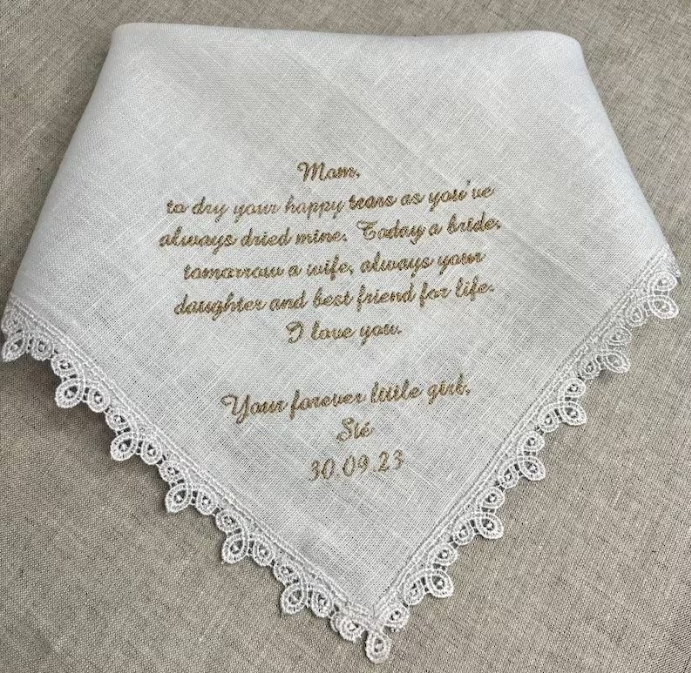 Mom,
to dry your happy tears as you've
always dried mine. Today a bride,
tomorrow a wife, always your
daughter and best friend for life.
I love you.
Your forever little girl,
Sié
30.09.23